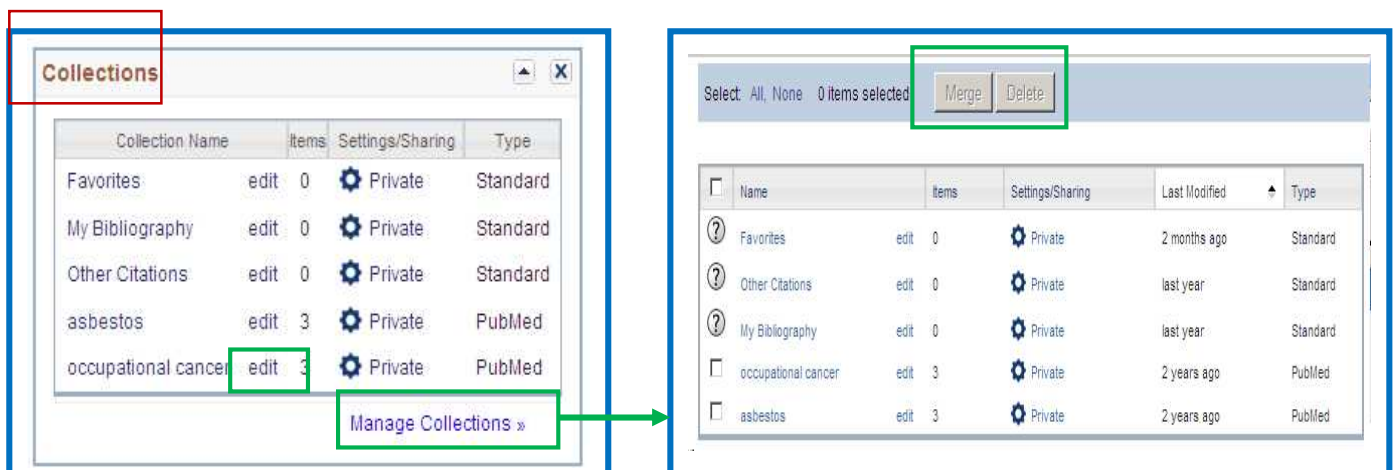 Collections
Collection Name Items Settings/Sharing Type
Favorites edit 0 Private Standard
My Bibliography edit 0 Private Standard
Other Citations edit 0 Private Standard
asbestos edit 3 Private PubMed
occupational cancer edit 3 Private PubMed
Manage Collections »
Select: All, None 0 items selected Merge Delete
Name Items Settings/Sharing Last Modified Type
? Favorites edit 0 Private 2 months ago Standard
? Other Citations edit 0 Private last year Standard
? My Bibliography edit 0 Private last year Standard
occupational cancer edit 3 Private 2 years ago PubMed
asbestos edit 3 Private 2 years ago PubMed